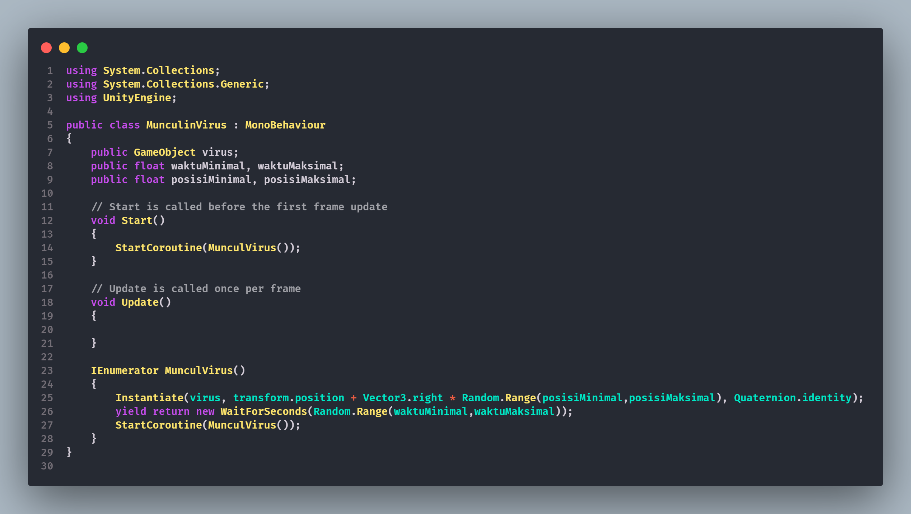 1 using System.Collections;
2 using System.Collections.Generic;
3 using UnityEngine;
4
5 public class MunculinVirus : MonoBehaviour
6 {
7     public GameObject virus;
8     public float waktuMinimal, waktuMaksimal;
9     public float posisiMinimal, posisiMaksimal;
10
11     // Start is called before the first frame update
12     void Start()
13     {
14         StartCoroutine(MunculVirus());
15     }
16
17     // Update is called once per frame
18     void Update()
19     {
20
21     }
22
23     IEnumerator MunculVirus()
24     {
25         Instantiate(virus, transform.position + Vector3.right * Random.Range(posisiMinimal,posisiMaksimal), Quaternion.identity);
26         yield return new WaitForSeconds(Random.Range(waktuMinimal,waktuMaksimal));
27         StartCoroutine(MunculVirus());
28     }
29 }
30